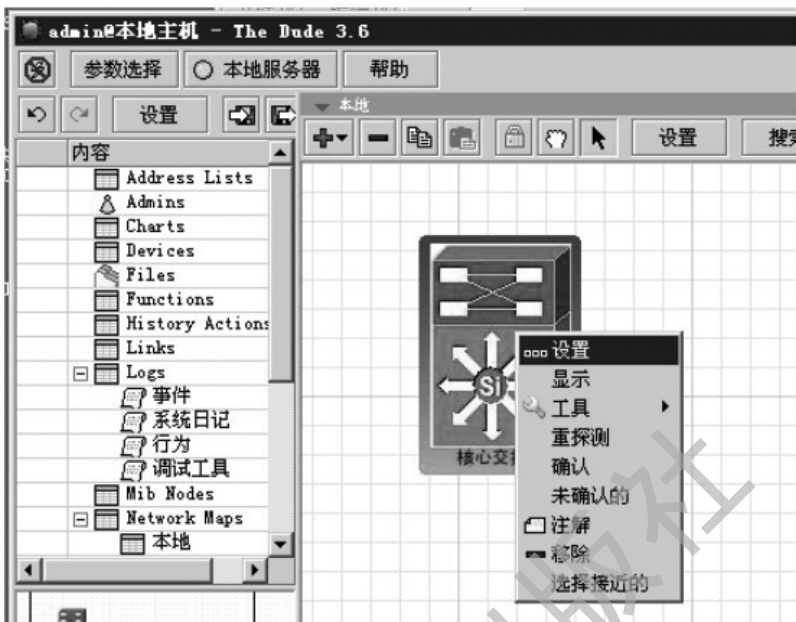 admin@本地主机 - The Dude 3.6
参数选择 本地服务器 帮助
设置
本地
设置
内容
Address Lists
Admins
Charts
Devices
Files
Functions
History Actions
Links
Logs
事件
系统日记
行为
调试工具
Mib Nodes
Network Maps
本地
Si
核心交
设置
显示
工具
重探测
确认
未确认的
注解
移除
选择接近的
版社